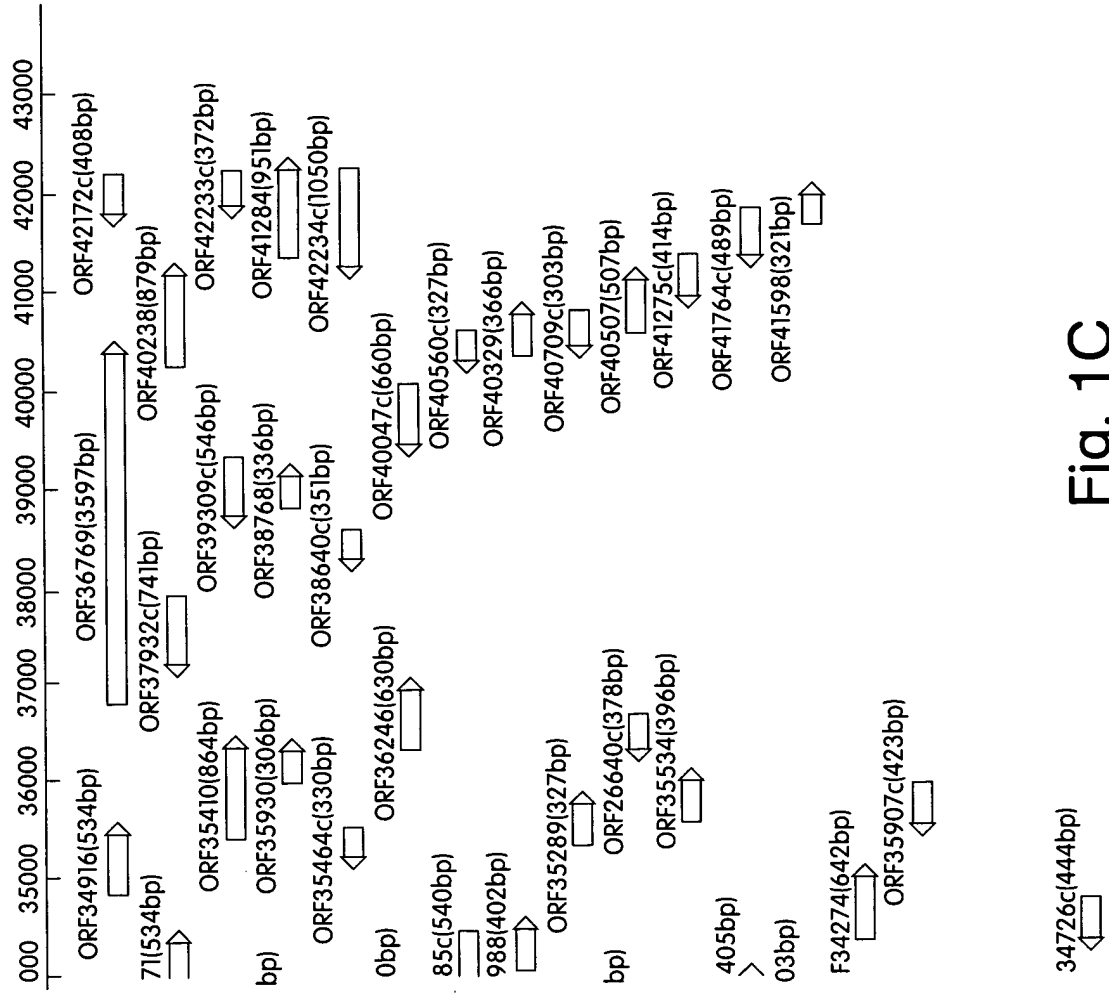 000 35000 36000 37000 38000 39000 40000 41000 42000 43000
ORF34916(534bp)
ORF36769(3597bp)
ORF42172c(408bp)
71(534bp)
ORF37932c(741bp)
ORF40238(879bp)
ORF35410(864bp)
ORF39309c(546bp)
ORF42233c(372bp)
bp)
ORF35930(306bp)
ORF38768(336bp)
ORF41284(951bp)
ORF35464c(330bp)
ORF38640c(351bp)
ORF42234c(1050bp)
0bp)
ORF36246(630bp)
ORF40047c(660bp)
85c(540bp)
ORF40560c(327bp)
988(402bp)
ORF40329(366bp)
ORF35289(327bp)
ORF40709c(303bp)
bp)
ORF26640c(378bp)
ORF40507(507bp)
ORF35534(396bp)
ORF41275c(414bp)
405bp)
ORF41764c(489bp)
03bp)
ORF41598(321bp)
F34274(642bp)
ORF35907c(423bp)
34726c(444bp)
Fig. 1C